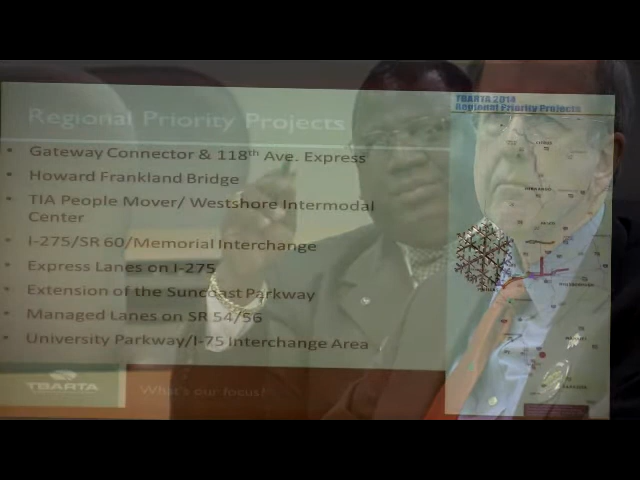 Regional Priority Projects
• Gateway Connector & 118th Ave. Express
• Howard Frankland Bridge
• TIA People Mover/ Westshore Intermodal
Center
• I-275/SR 60/Memorial Interchange
• Express Lanes on I-275
• Extension of the Suncoast Parkway
• Managed Lanes on SR 54/56
• University Parkway/I-75 Interchange Area
TBARTA
What's our focus?
TBARTA 2014
Regional Priority Projects